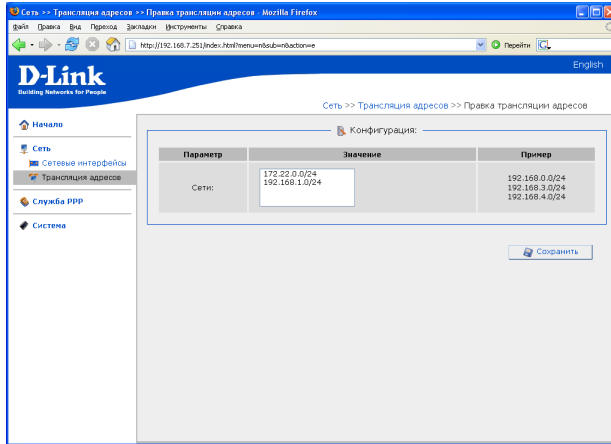 Сеть >> Трансляция адресов >> Правка трансляции адресов - Mozilla Firefox
Файл Правка Вид Переход Закладки Инструменты Справка
http://192.168.7.251/index.html?menu=n&sub=n&action=e
Перейти
English
D-Link
Building Networks for People
Сеть >> Трансляция адресов >> Правка трансляции адресов
Начало
Сеть
Сетевые интерфейсы
Трансляция адресов
Служба PPP
Система
Конфигурация:
Параметр Значение Пример
Сети:
172.22.0.0/24
192.168.1.0/24
192.168.0.0/24
192.168.3.0/24
192.168.4.0/24
Сохранить